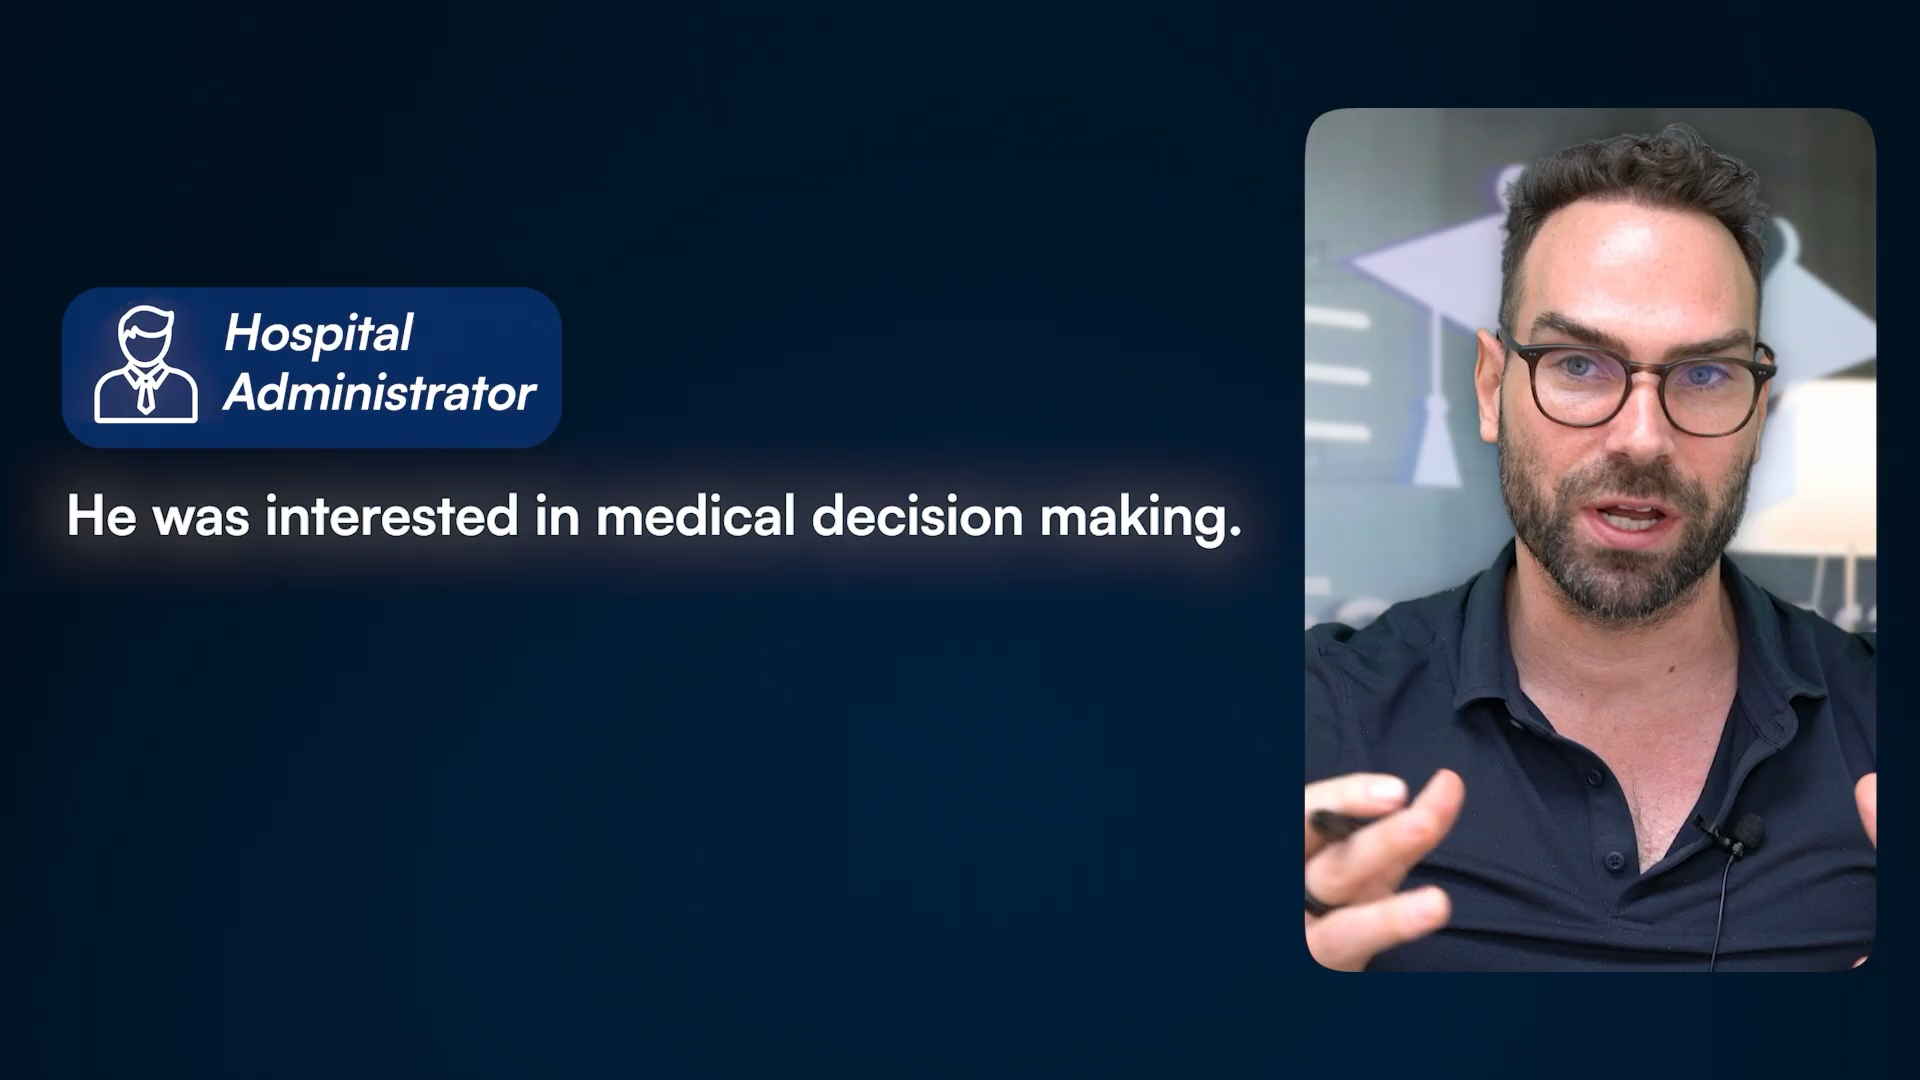 Hospital
Administrator
He was interested in medical decision making.